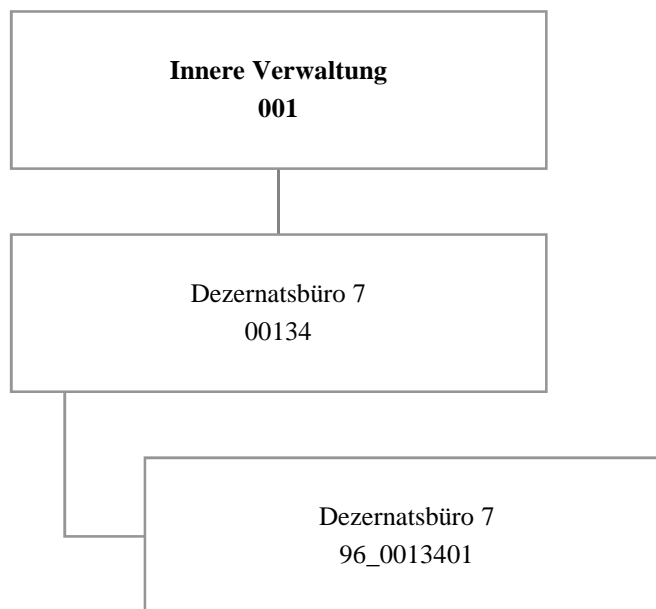 Innere Verwaltung
001
Dezernatsbüro 7
00134
Dezernatsbüro 7
96_0013401